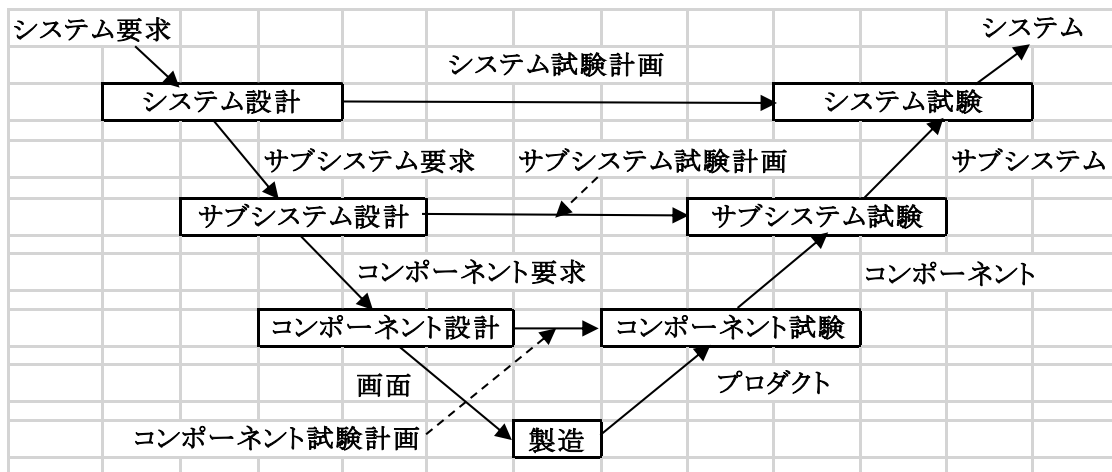 システム要求
システム
システム試験計画
システム設計
システム試験
サブシステム要求
サブシステム試験計画
サブシステム
サブシステム設計
サブシステム試験
コンポーネント要求
コンポーネント
コンポーネント設計
コンポーネント試験
画面
プロダクト
コンポーネント試験計画
製造